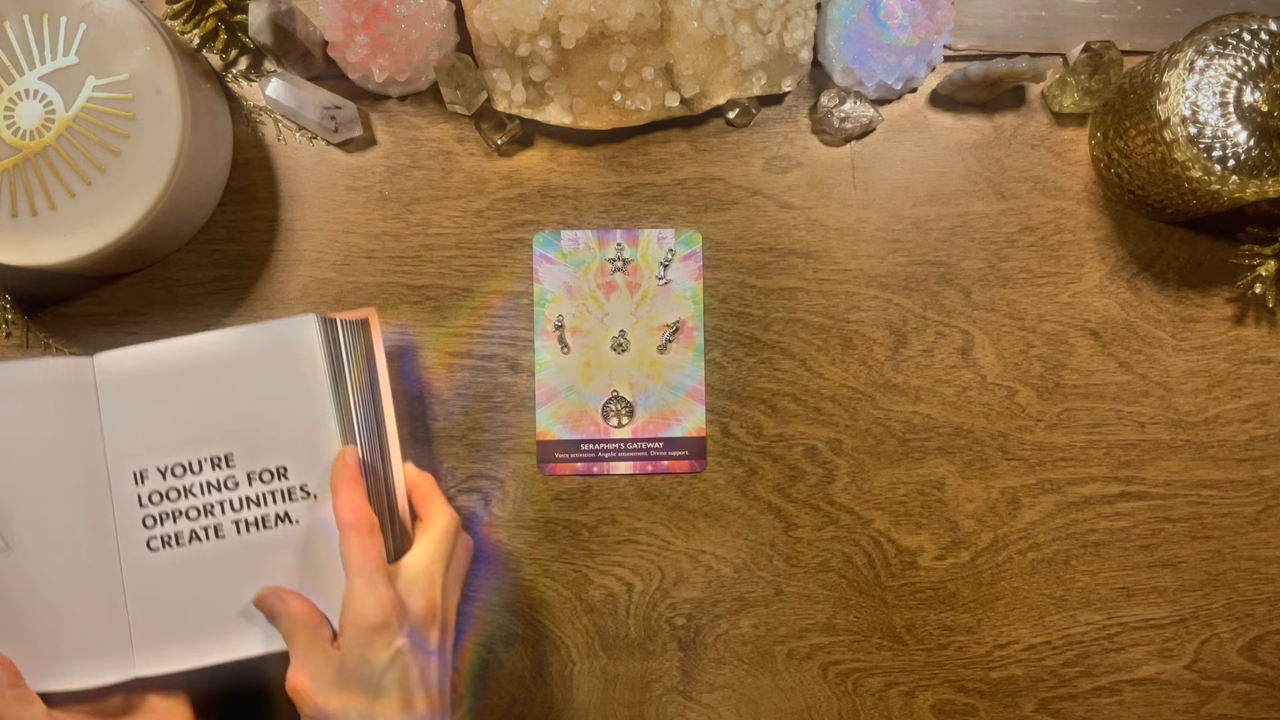 IF YOU'RE
LOOKING FOR
OPPORTUNITIES,
CREATE THEM.
SERAPHIM'S GATEWAY
Voice activation. Angelic attunement. Divine support.